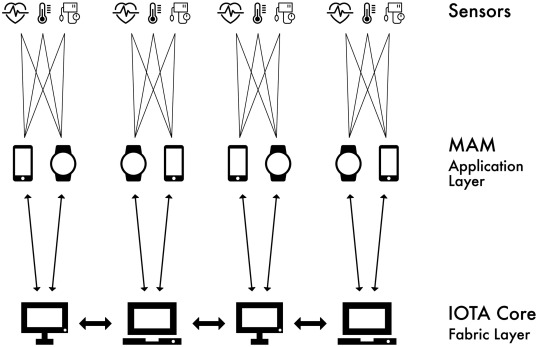 Sensors
MAM
Application
Layer
IOTA Core
Fabric Layer